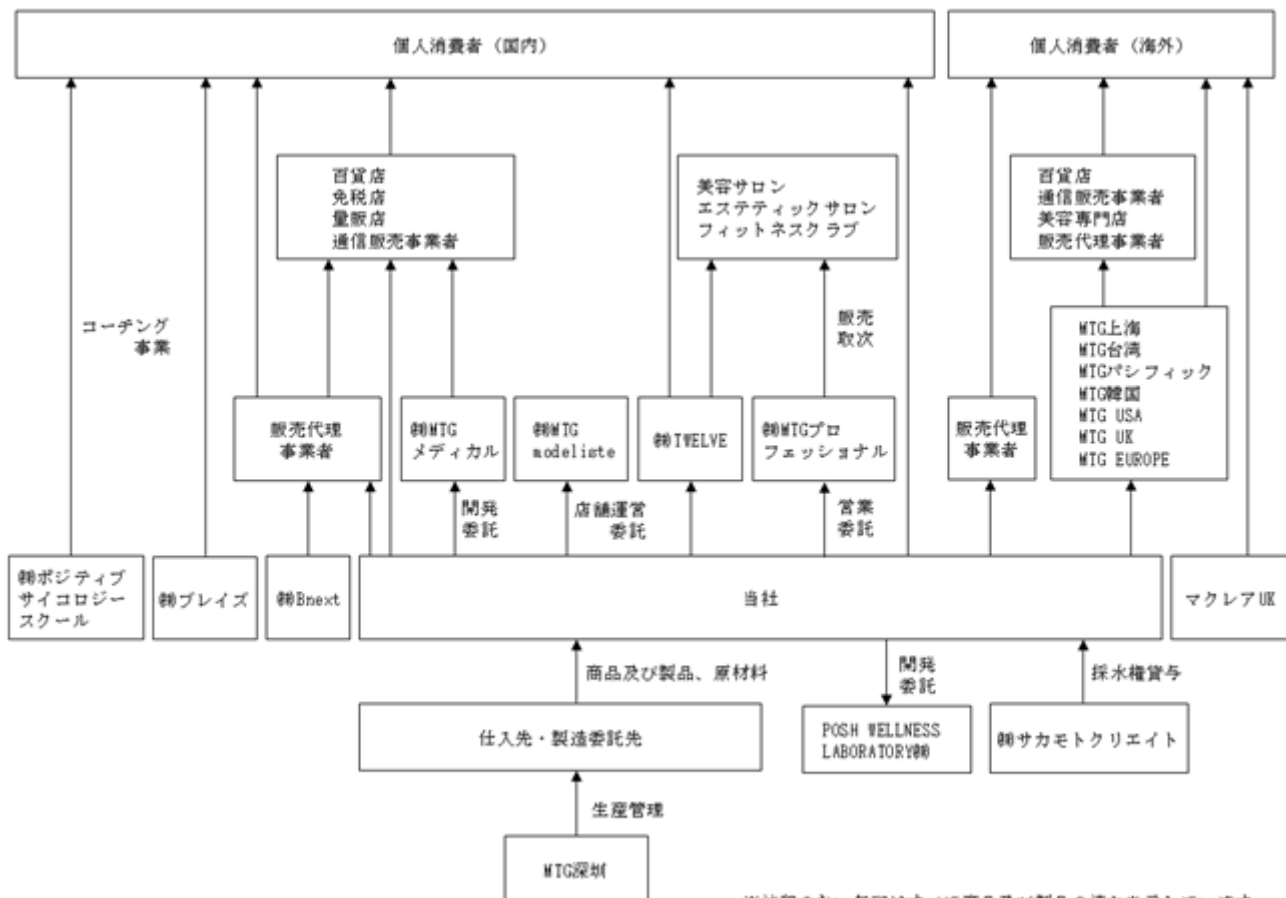 個人消費者（国内）
個人消費者（海外）
百貨店
免税店
量販店
通信販売事業者
美容サロン
エステティックサロン
フィットネスクラブ
百貨店
通信販売事業者
美容専門店
販売代理事業者
コーチング
事業
販売
取次
MTG上海
MTG台湾
MTGパシフィック
MTG韓国
MTG USA
MTG UK
MTG EUROPE
販売代理
事業者
㈱MTG
メディカル
㈱MTG
modeliste
㈱TWELVE
㈱MTGプロ
フェッショナル
販売代理
事業者
開発
委託
店舗運営
委託
営業
委託
㈱ポジティブ
サイコロジー
スクール
㈱ブレイズ
㈱Bnext
当社
マクレアUK
商品及び製品、原材料
開発
委託
採水権貸与
仕入先・製造委託先
POSH WELLNESS
LABORATORY㈱
㈱サカモトクリエイト
生産管理
MTG深圳